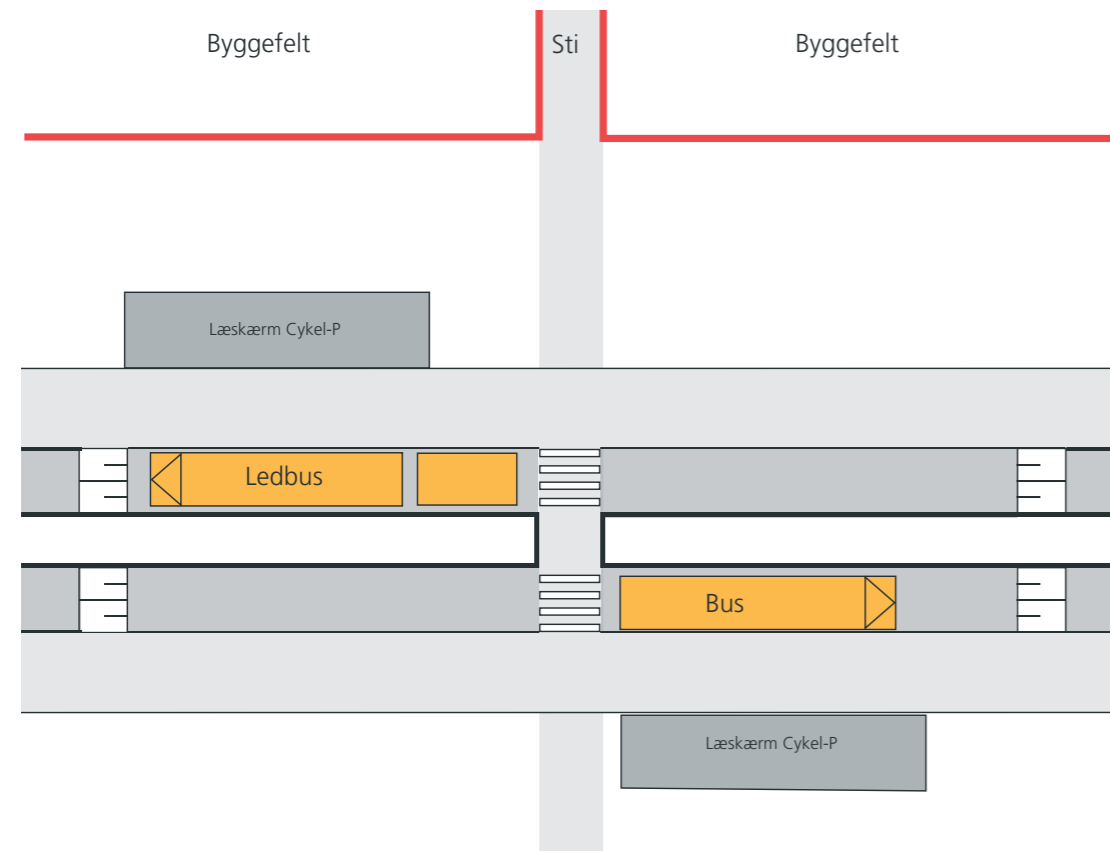 Byggefelt
Sti
Byggefelt
Læskærm Cykel-P
Ledbus
Bus
Læskærm Cykel-P